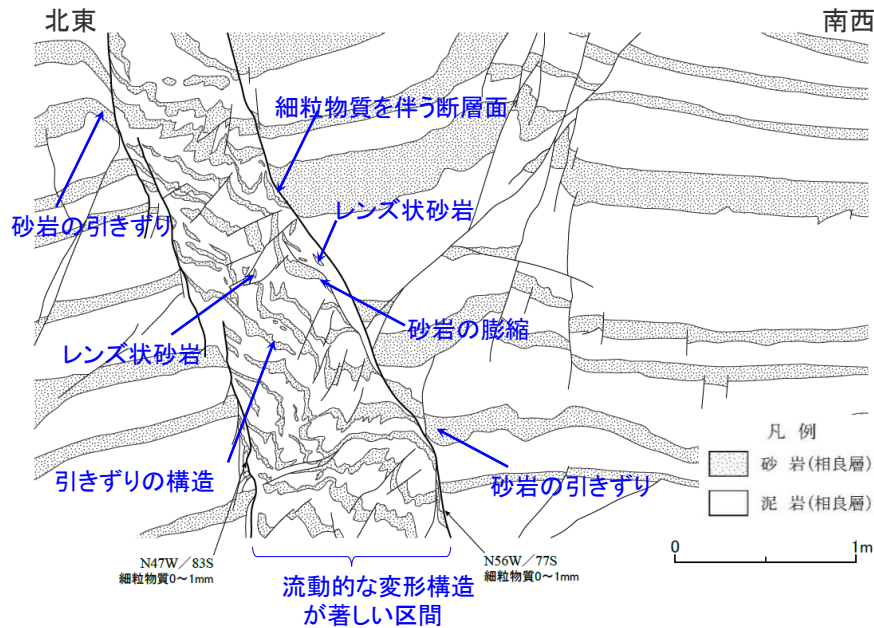 北東
南西
細粒物質を伴う断層面
レンズ状砂岩
砂岩の引きずり
レンズ状砂岩
砂岩の膨縮
凡 例
砂 岩(相良層)
引きずりの構造
砂岩の引きずり
泥 岩(相良層)
0
1m
N47W/83S
細粒物質0~1mm
N56W/77S
細粒物質0~1mm
流動的な変形構造
が著しい区間